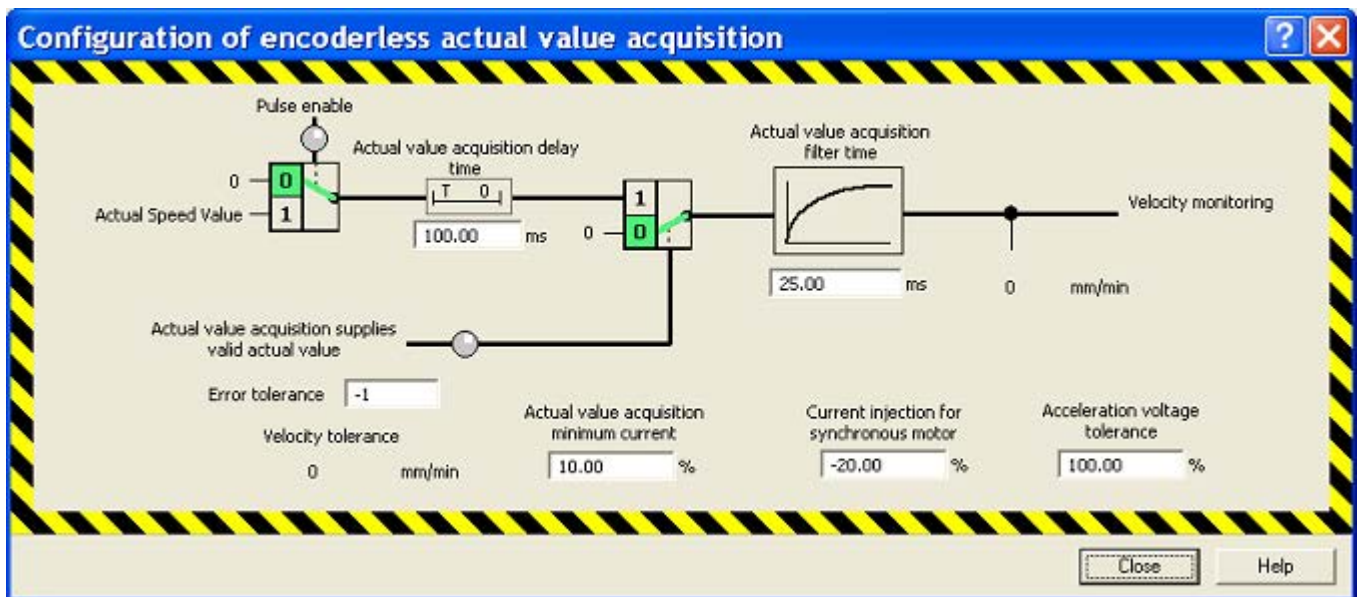 Configuration of encoderless actual value acquisition
Pulse enable
Actual value acquisition delay
time
Actual value acquisition
filter time
0
0
T 0
1
Velocity monitoring
Actual Speed Value
1
100.00 ms
0
0
25.00 ms
0 mm/min
Actual value acquisition supplies
valid actual value
Error tolerance -1
Velocity tolerance
0 mm/min
Actual value acquisition
minimum current
10.00 %
Current injection for
synchronous motor
-20.00 %
Acceleration voltage
tolerance
100.00 %
Close
Help